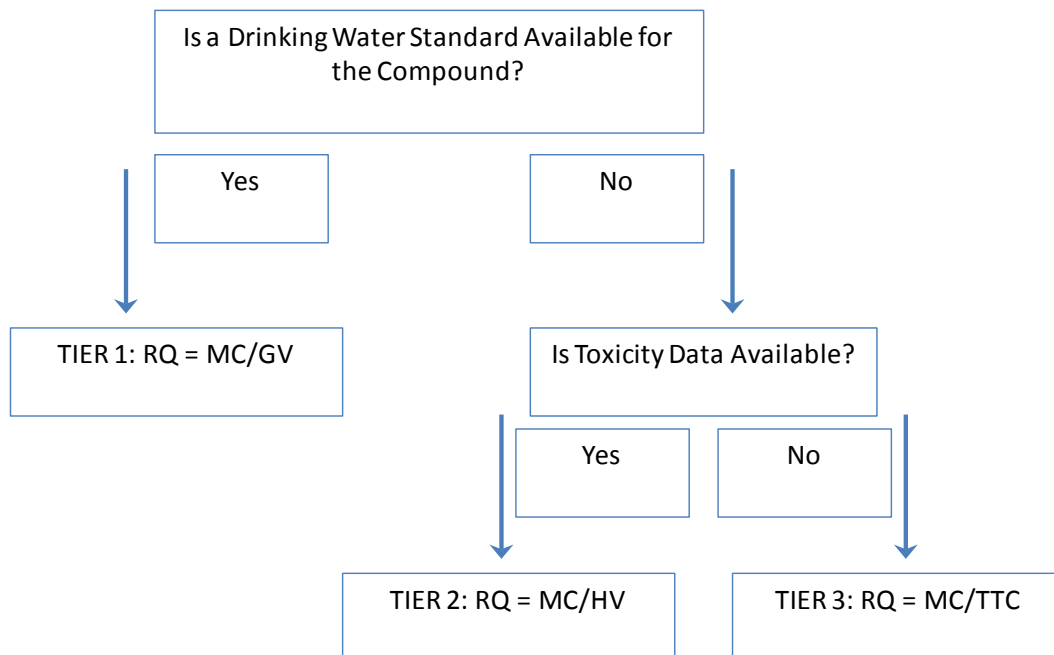 Is a Drinking Water Standard Available for
the Compound?
Yes
No
TIER 1: RQ = MC/GV
Is Toxicity Data Available?
Yes
No
TIER 2: RQ = MC/HV
TIER 3: RQ = MC/TTC